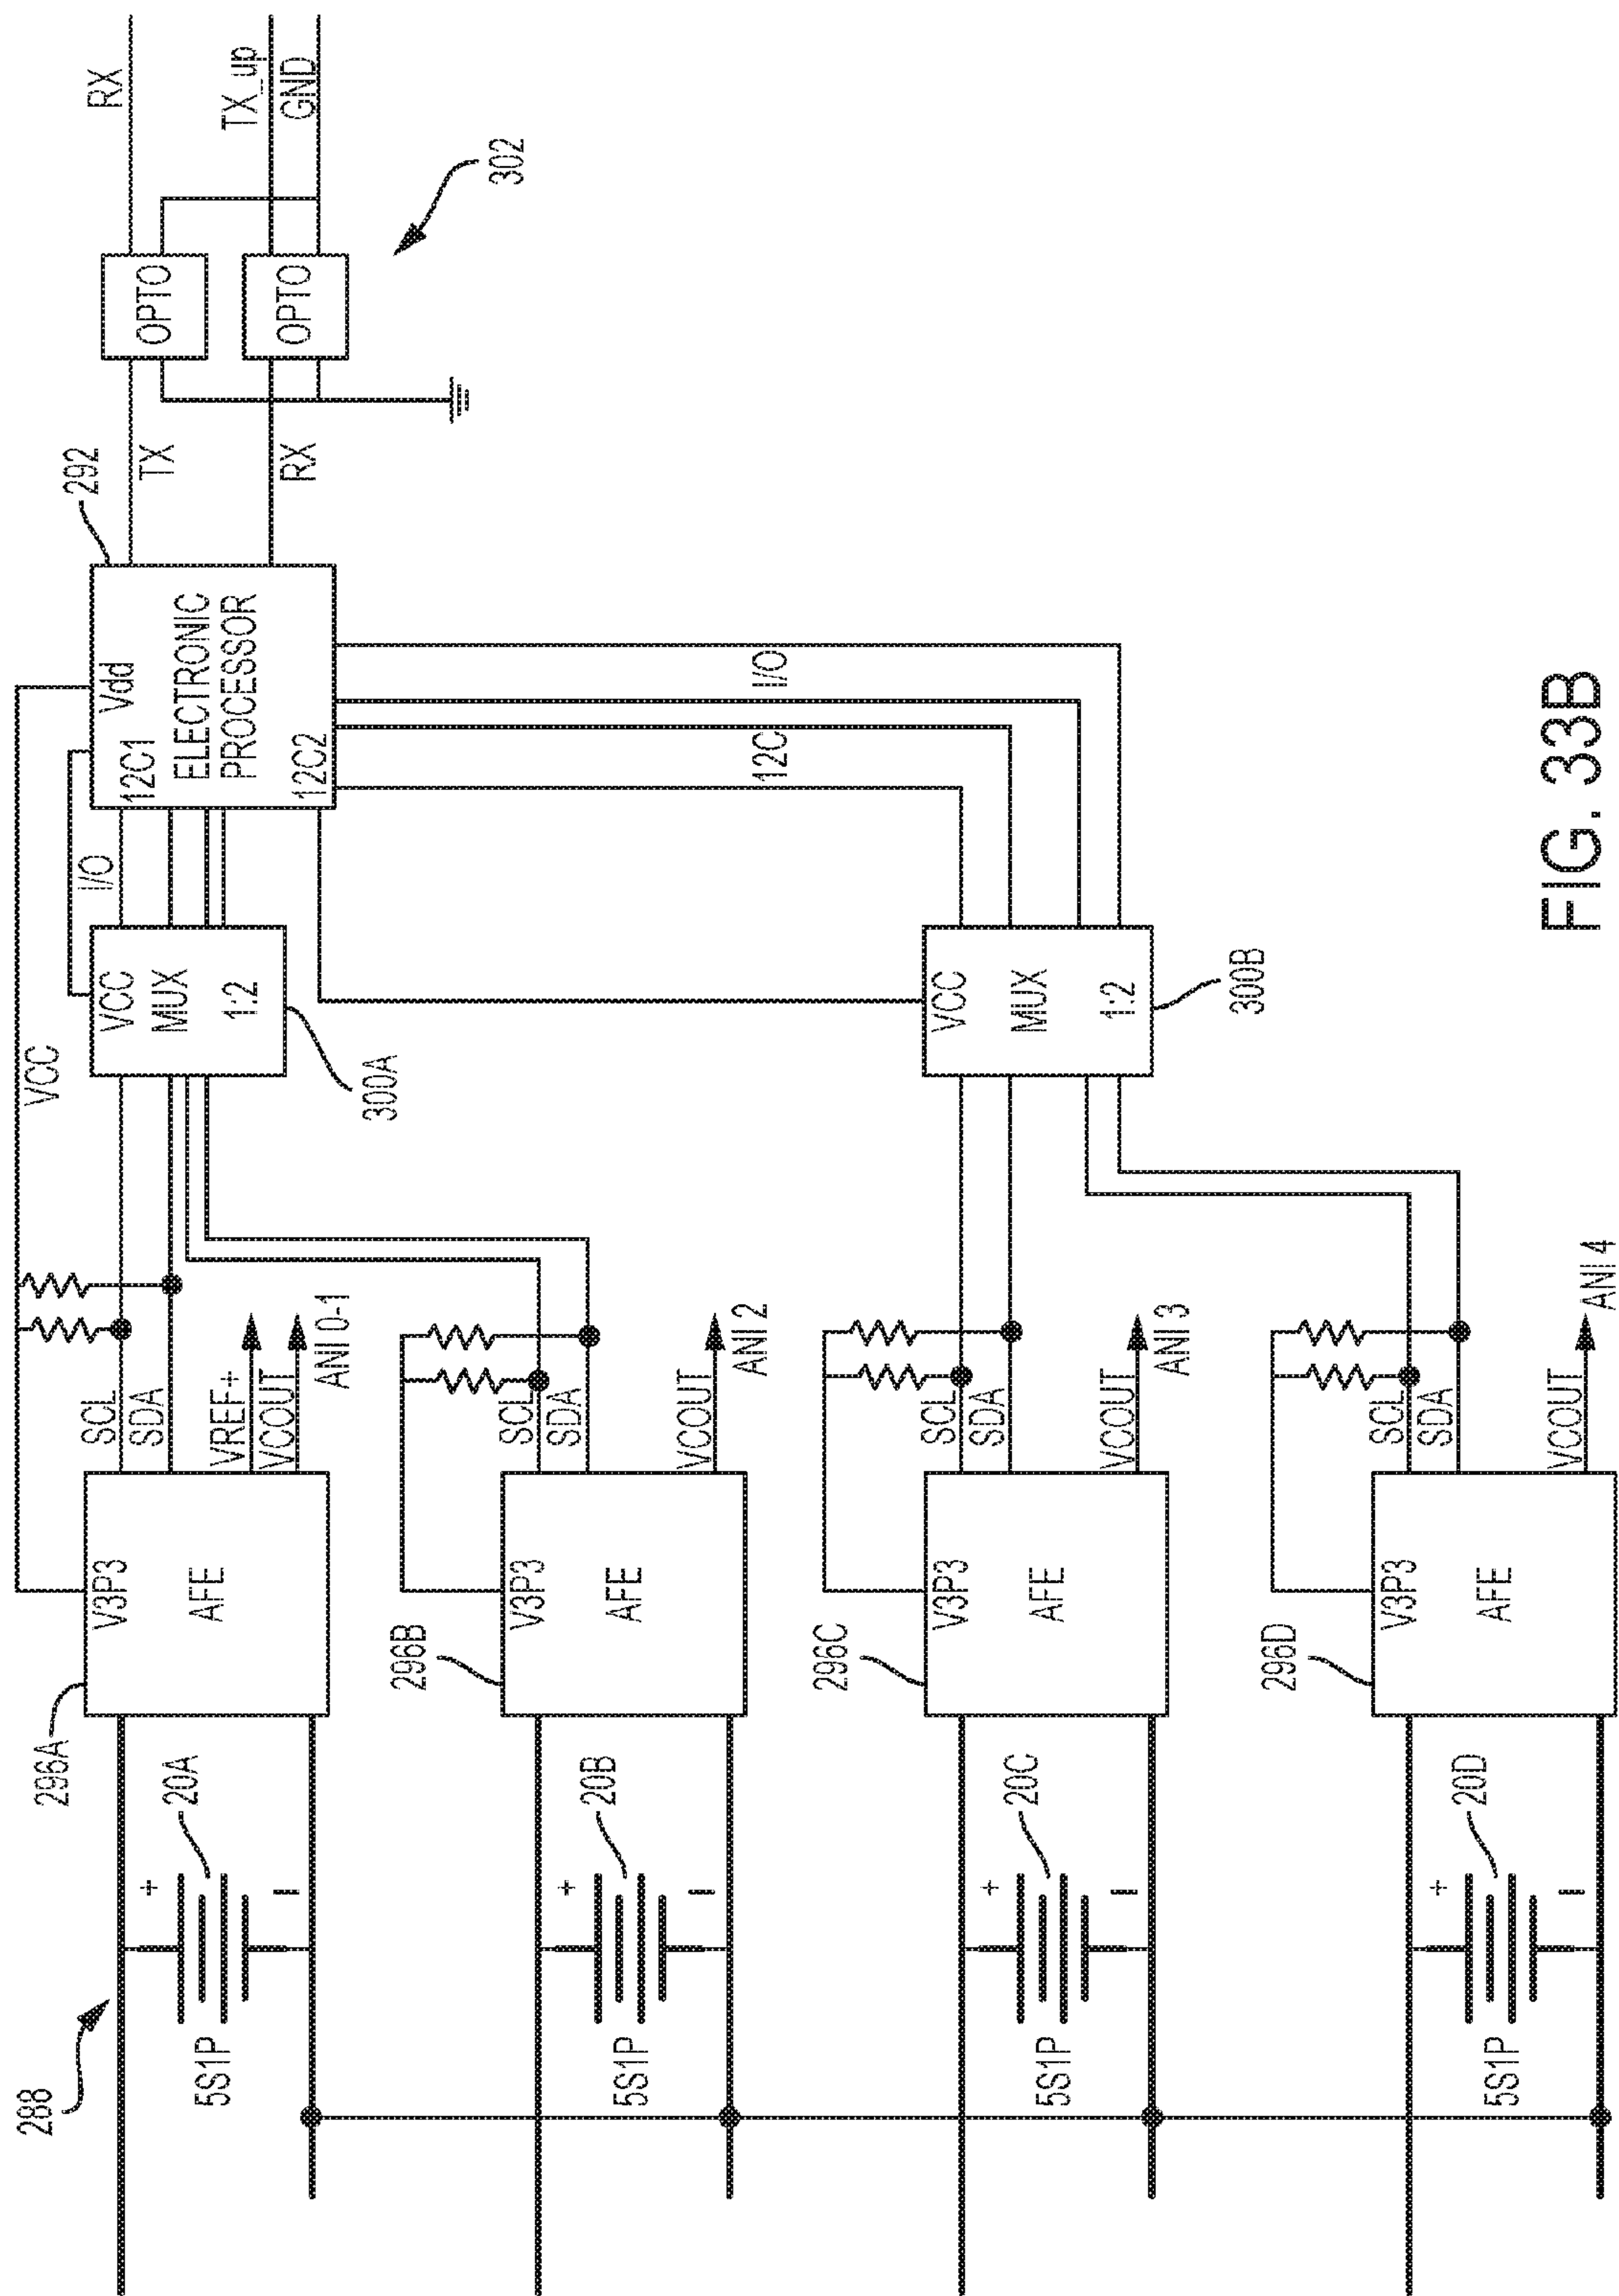 288
296A
20A
5S1P
+
−
V3P3
AFE
SCL
SDA
VREF+
VCOUT
ANI 0-1
VCC
VCC
MUX
1:2
300A
I/O
Vdd
12C1
ELECTRONIC
PROCESSOR
12C2
292
TX
RX
OPTO
OPTO
RX
TX_up
GND
302
296B
20B
5S1P
+
−
V3P3
AFE
SCL
SDA
VCOUT
ANI 2
296C
20C
5S1P
+
−
V3P3
AFE
SCL
SDA
VCOUT
ANI 3
VCC
MUX
1:2
300B
12C
I/O
296D
20D
5S1P
+
−
V3P3
AFE
SCL
SDA
VCOUT
ANI 4
FIG. 33B